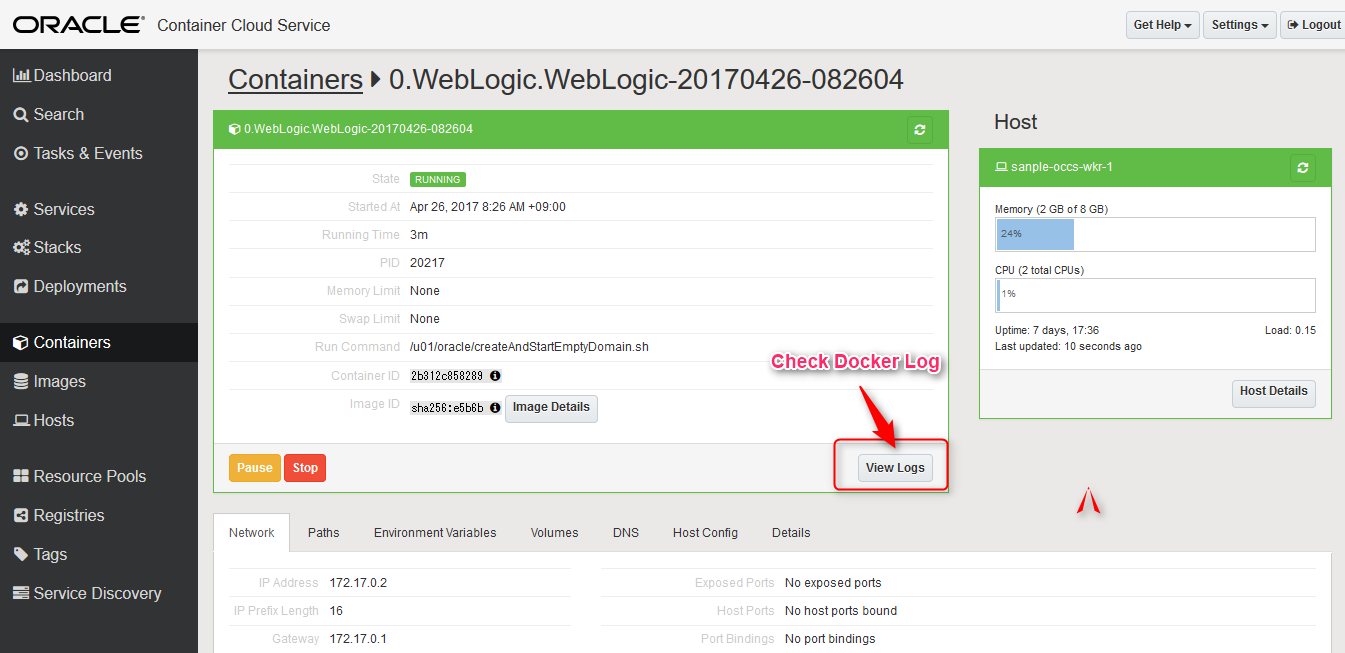 ORACLE® Container Cloud Service
Get Help
Settings
Logout
Dashboard
Search
Tasks & Events
Services
Stacks
Deployments
Containers
Images
Hosts
Resource Pools
Registries
Tags
Service Discovery
Containers 0.WebLogic.WebLogic-20170426-082604
0.WebLogic.WebLogic-20170426-082604
State RUNNING
Started At Apr 26, 2017 8:26 AM +09:00
Running Time 3m
PID 20217
Memory Limit None
Swap Limit None
Run Command /u01/oracle/createAndStartEmptyDomain.sh
Container ID 2b312c858289
Image ID sha256:e5b6b Image Details
Check Docker Log
Pause Stop View Logs
Host
sanple-occs-wkr-1
Memory (2 GB of 8 GB)
24%
CPU (2 total CPUs)
1%
Uptime: 7 days, 17:36 Load: 0.15
Last updated: 10 seconds ago
Host Details
Network Paths Environment Variables Volumes DNS Host Config Details
IP Address 172.17.0.2
IP Prefix Length 16
Gateway 172.17.0.1
Exposed Ports No exposed ports
Host Ports No host ports bound
Port Bindings No port bindings